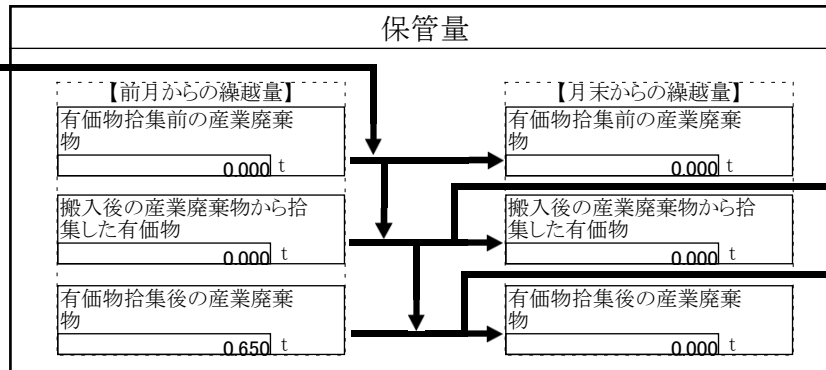 保管量
【前月からの繰越量】
有価物拾集前の産業廃棄
物
0.000 t
搬入後の産業廃棄物から拾
集した有価物
0.000 t
有価物拾集後の産業廃棄
物
0.650 t
【月末からの繰越量】
有価物拾集前の産業廃棄
物
0.000 t
搬入後の産業廃棄物から拾
集した有価物
0.000 t
有価物拾集後の産業廃棄
物
0.000 t